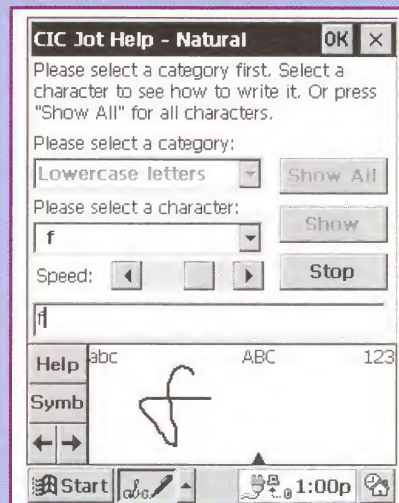 CIC Jot Help - Natural OK ×
Please select a category first. Select a
character to see how to write it. Or press
"Show All" for all characters.
Please select a category:
Lowercase letters Show All
Please select a character:
f Show
Speed: Stop
f
Help abc ABC 123
Symb
Start abc 1:00p